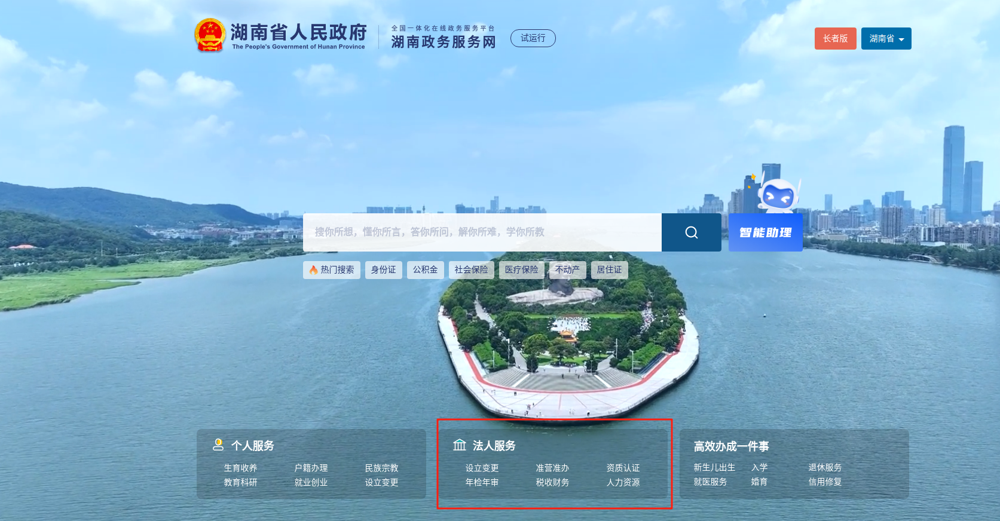 湖南省人民政府
The People's Government of Hunan Province
全国一体化在线政务服务平台
湖南政务服务网
试运行
长者版
湖南省
搜你所想，懂你所言，答你所问，解你所难，学你所教
智能助理
热门搜索 身份证 公积金 社会保险 医疗保险 不动产 居住证
个人服务
生育收养 户籍办理 民族宗教
教育科研 就业创业 设立变更
法人服务
设立变更 准营准办 资质认证
年检年审 税收财务 人力资源
高效办成一件事
新生儿出生 入学 退休服务
就医服务 婚育 信用修复